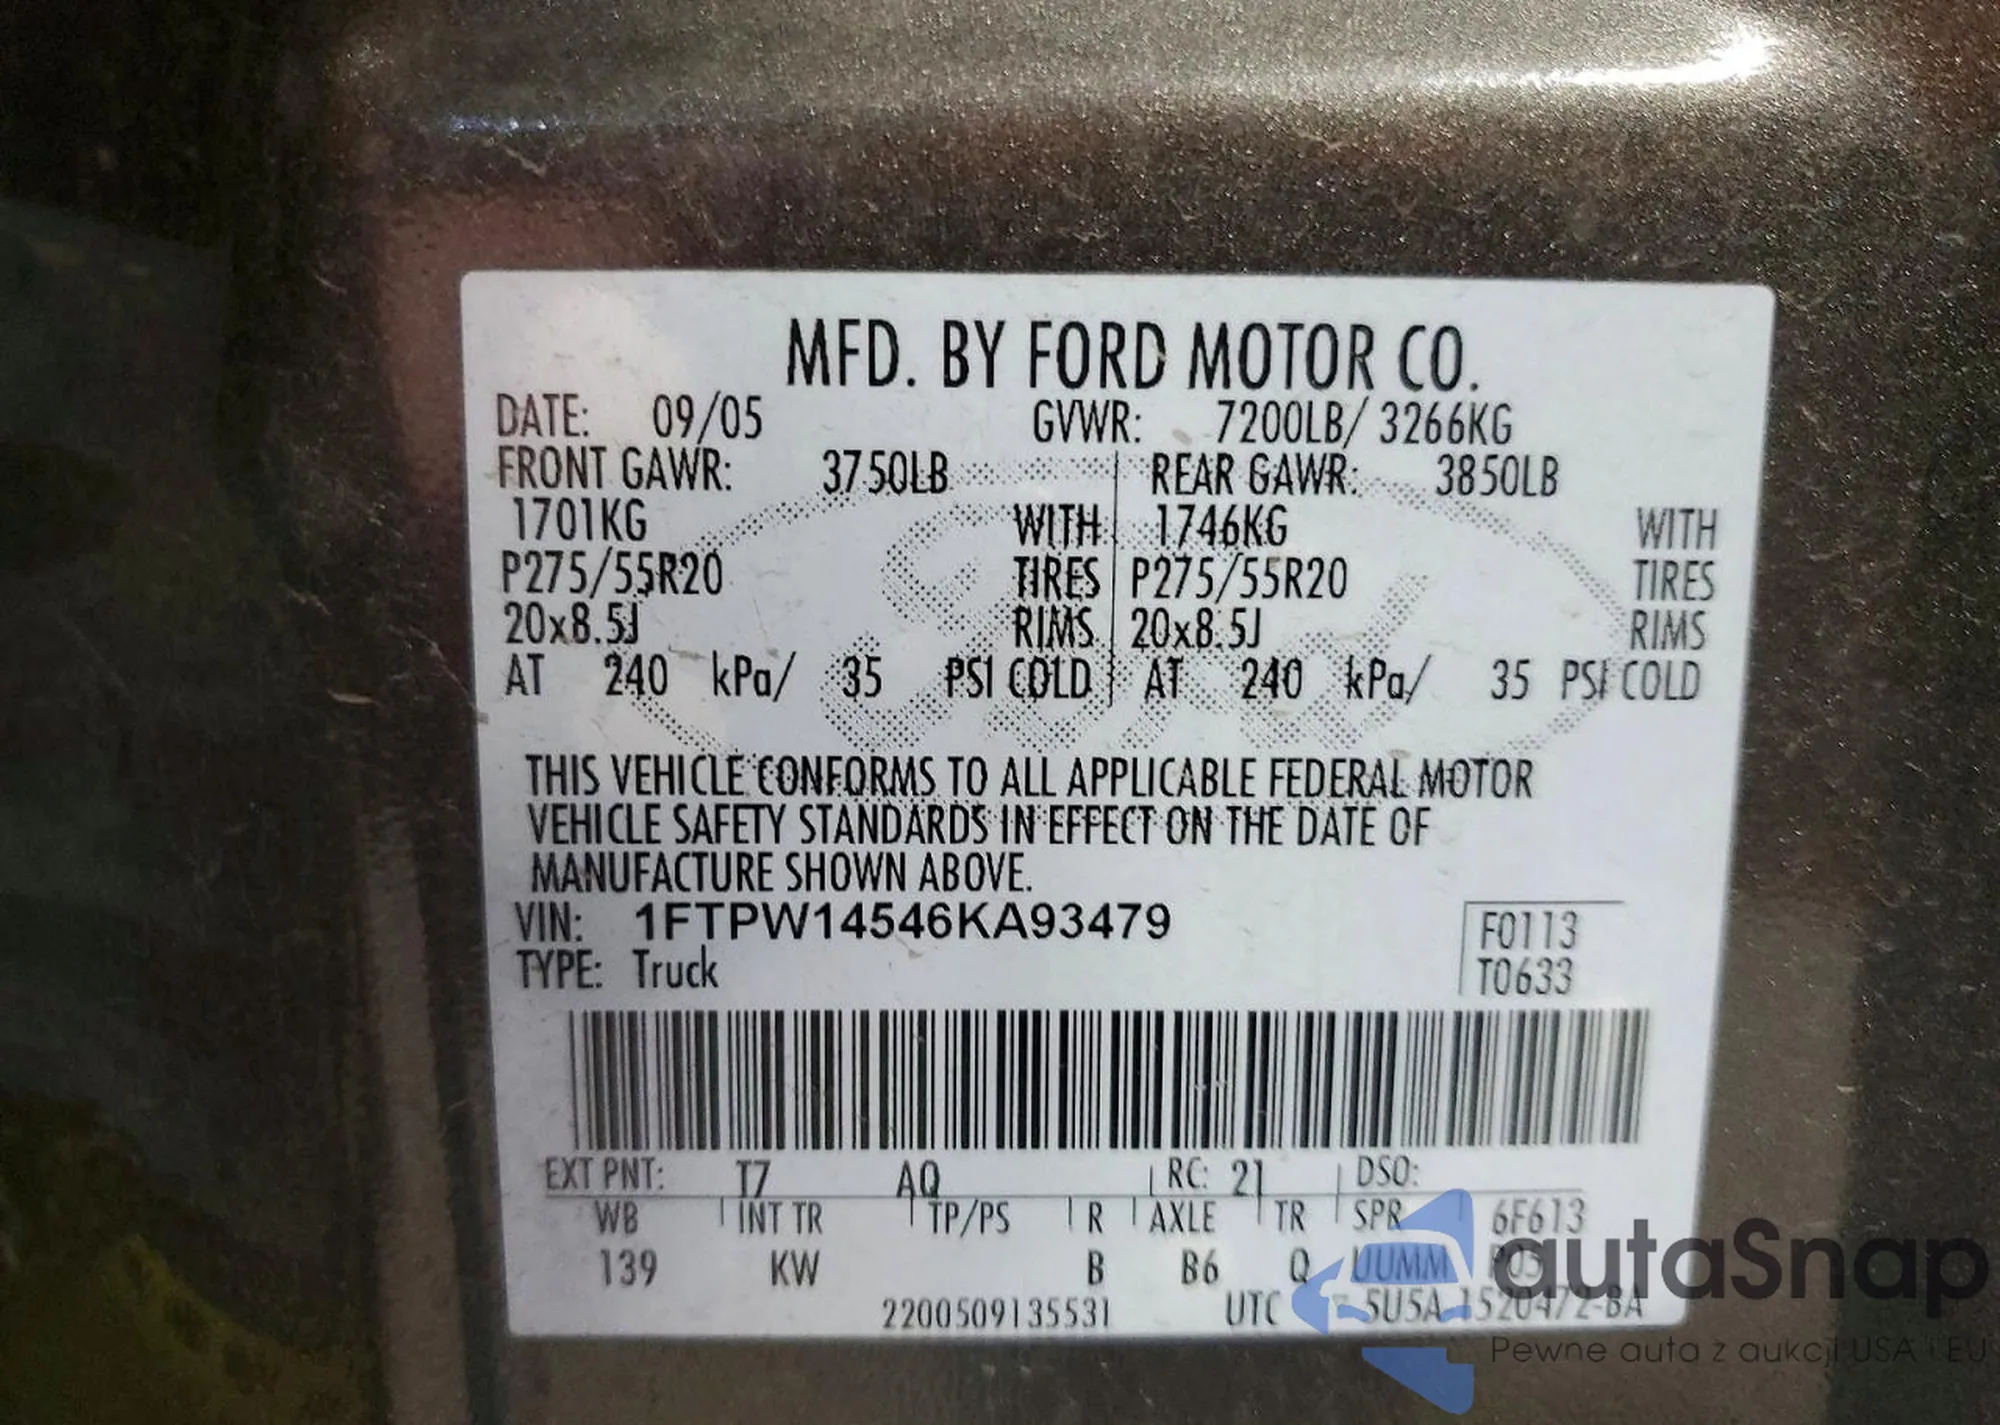 MFD. BY FORD MOTOR CO.
DATE: 09/05 GVWR: 7200LB/ 3266KG
FRONT GAWR: 3750LB REAR GAWR: 3850LB
1701KG WITH 1746KG WITH
P275/55R20 TIRES P275/55R20 TIRES
20x8.5J RIMS 20x8.5J RIMS
AT 240 kPa/ 35 PSI COLD AT 240 kPa/ 35 PSI COLD
THIS VEHICLE CONFORMS TO ALL APPLICABLE FEDERAL MOTOR
VEHICLE SAFETY STANDARDS IN EFFECT ON THE DATE OF
MANUFACTURE SHOWN ABOVE.
VIN: 1FTPW14546KA93479 F0113
TYPE: Truck T0633
EXT PNT: T7 AQ RC: 21 DSO:
WB INT TR TP/PS R AXLE TR SPR 6F613
139 KW B B6 Q UUMM P05
2200509135531 UTC 5U5A-1520472-BA
autaSnap
Pewne auta z aukcji USA i EU